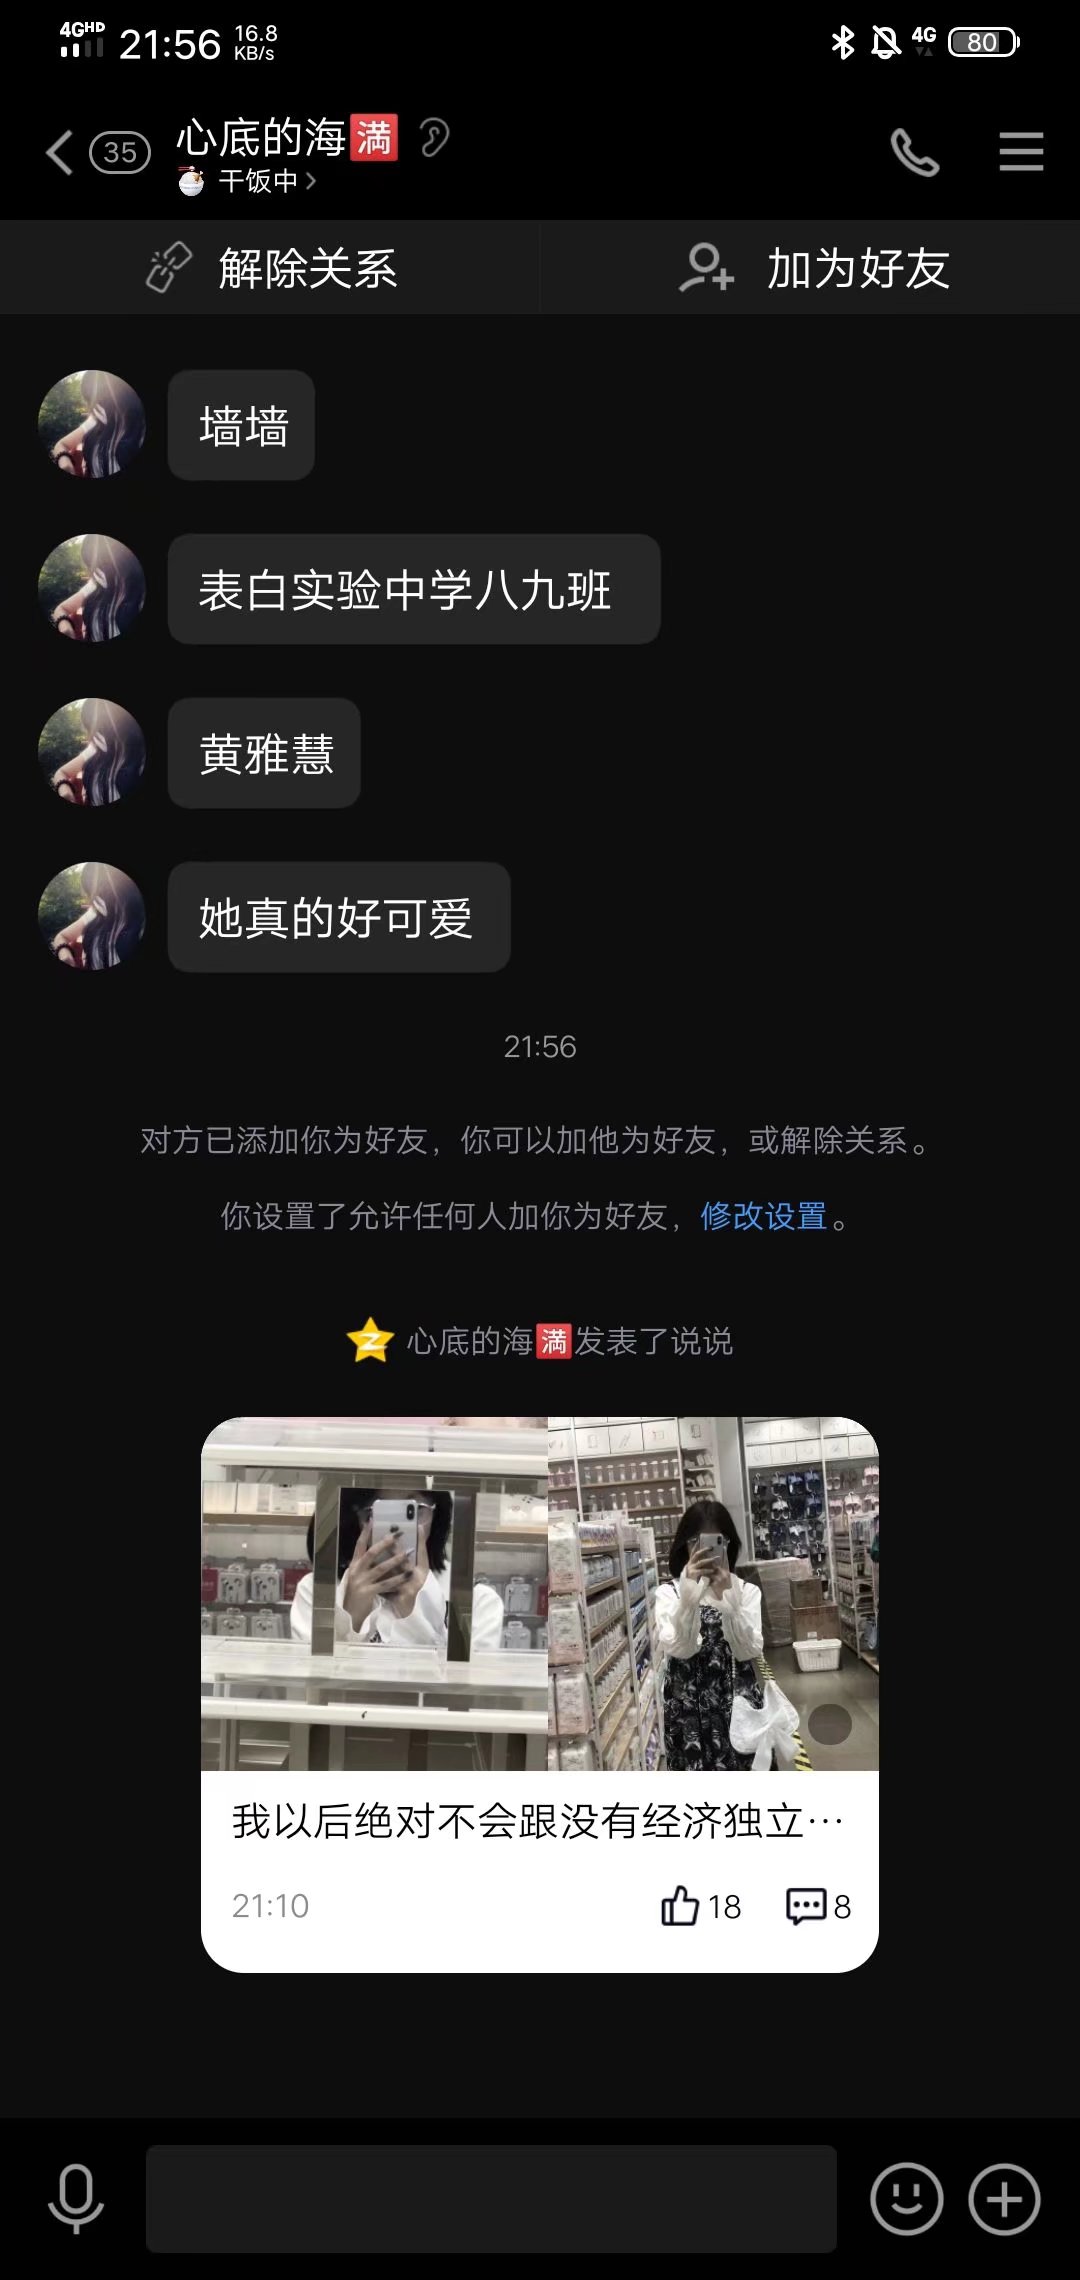 4GHD 21:56 16.8 KB/s 4G 80
35 心底的海🈵
干饭中
解除关系 加为好友
墙墙
表白实验中学八九班
黄雅慧
她真的好可爱
21:56
对方已添加你为好友，你可以加他为好友，或解除关系。
你设置了允许任何人加你为好友，修改设置。
心底的海🈵发表了说说
我以后绝对不会跟没有经济独立…
21:10 18 8